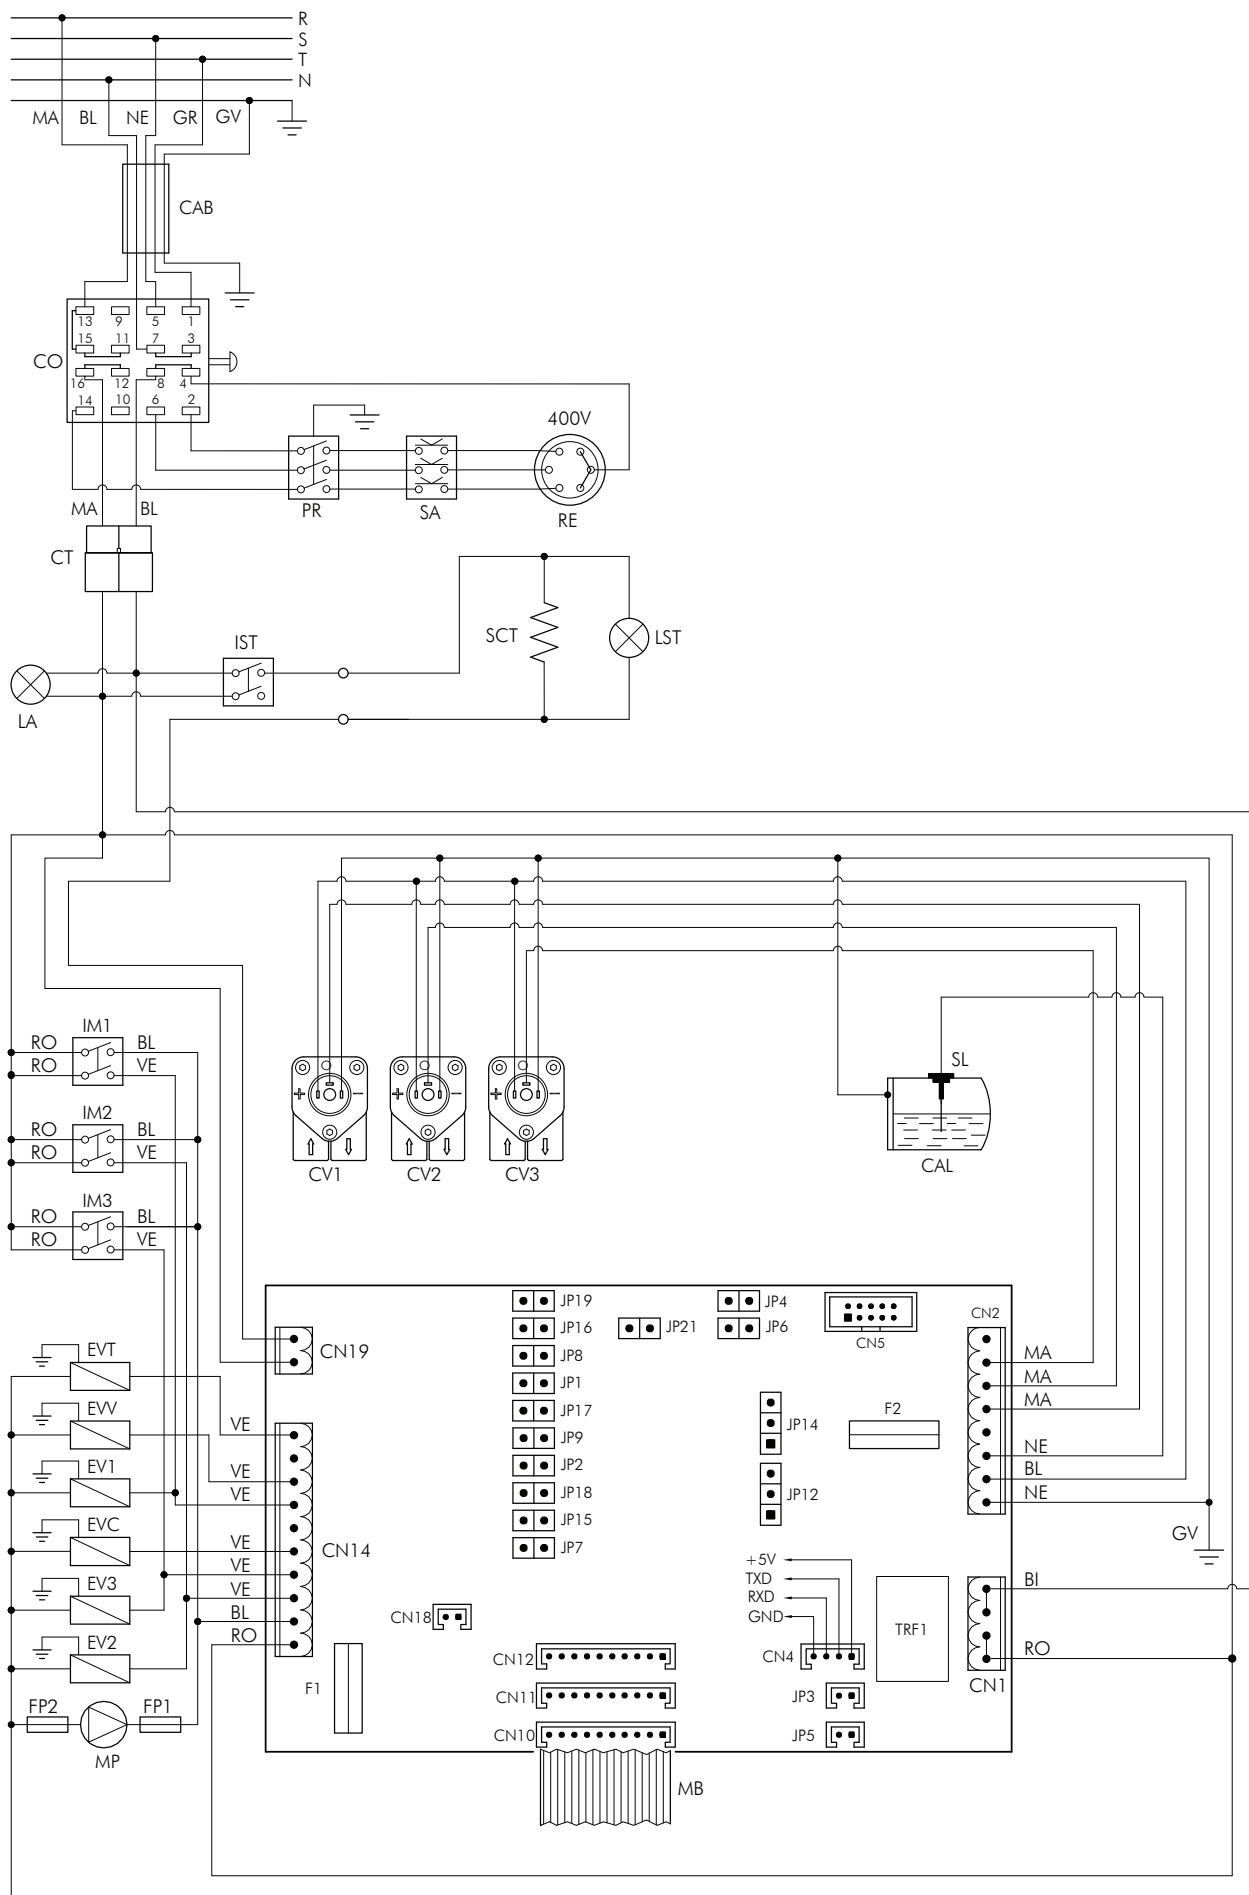 R
S
T
N
MA BL NE GR GV
CAB
13 9 5 1
15 11 7 3
CO
16 12 8 4
14 10 6 2
400V
PR SA RE
MA BL
CT
IST
SCT LST
LA
IM1
RO BL
RO VE
SL
IM2
RO BL
RO VE
CAL
CV1 CV2 CV3
+ − + − + −
IM3
RO BL
RO VE
JP19 JP4
JP16 JP21 JP6
CN5
CN2
EVT
CN19
JP8
MA
JP1
MA
MA
EVV
VE
JP17
F2
JP14
JP9
NE
EV1
VE
JP2
BL
VE
JP18
JP12
NE
EVC
JP15
GV
VE
CN14
JP7
VE
+5V
TXD
BI
EV3
VE
RXD
BL
CN18
GND
TRF1
EV2
RO
CN12
CN4
RO
F1
CN11
JP3
CN1
FP2 FP1
CN10
JP5
MP
MB